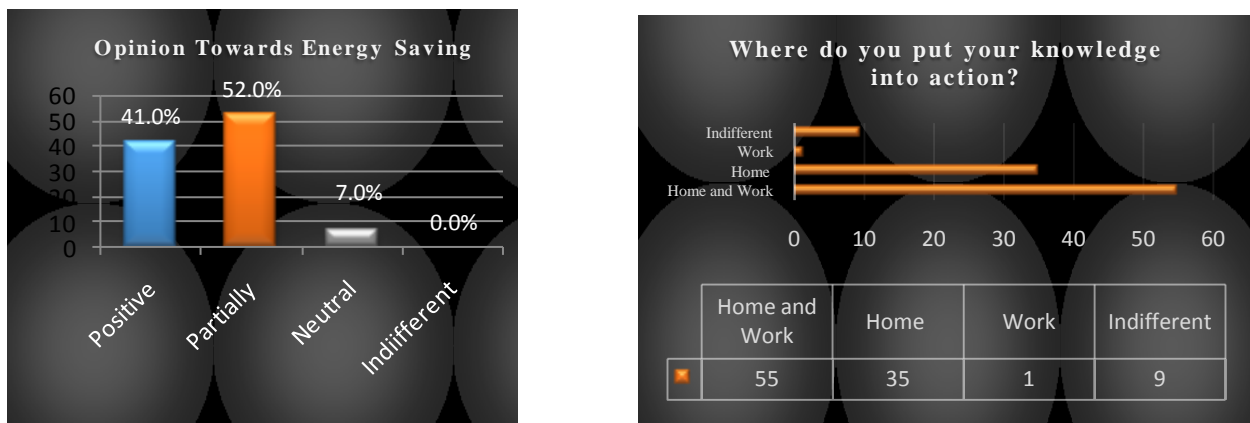 Opinion Towards Energy Saving
60
50
40
30
20
10
0
41.0%
52.0%
7.0%
0.0%
Positive
Partially
Neutral
Indiifferent
Where do you put your knowledge
into action?
Indifferent
Work
Home
Home and Work
0 10 20 30 40 50 60
Home and
Work
Home
Work
Indifferent
55 35 1 9